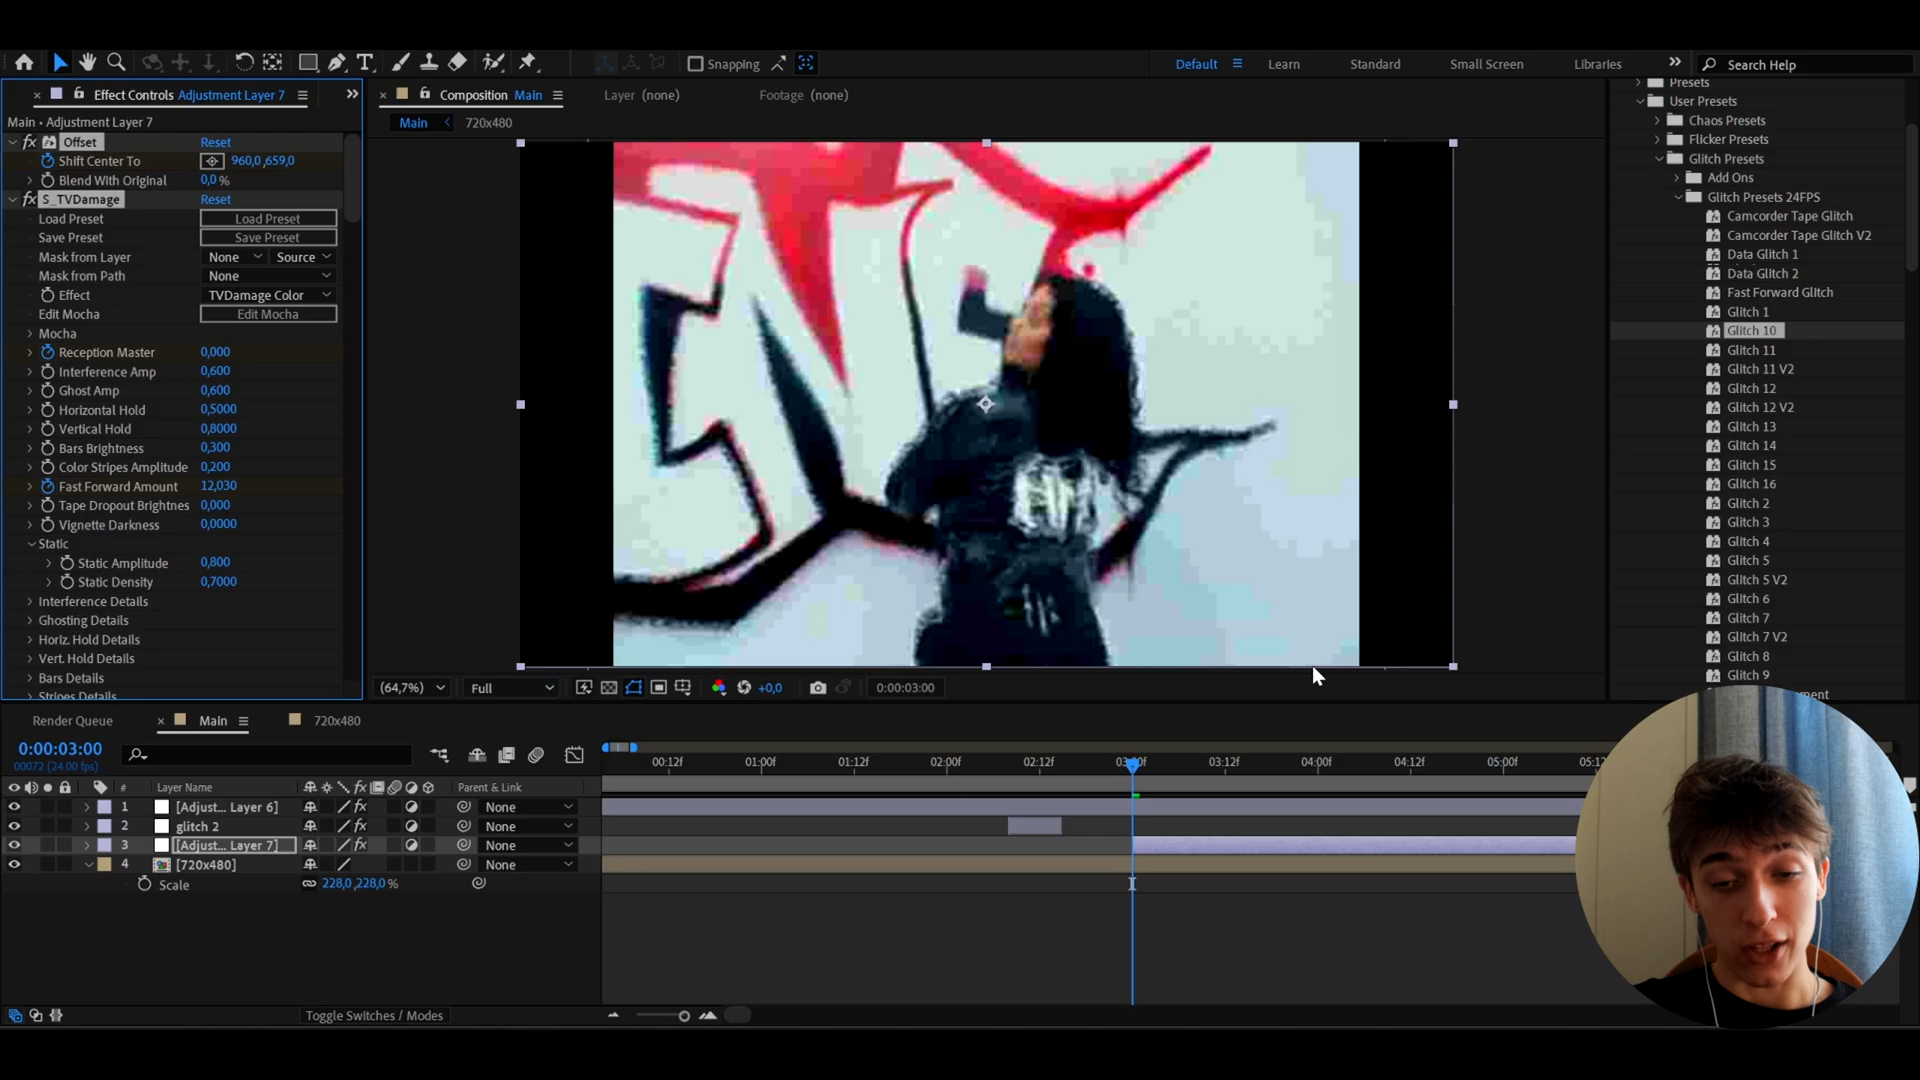 Snapping
Default
Learn
Standard
Small Screen
Libraries
Search Help
Effect Controls Adjustment Layer 7
Main • Adjustment Layer 7
fx Offset Reset
Shift Center To 960,0 ,659,0
Blend With Original 0,0 %
fx S_TVDamage Reset
Load Preset Load Preset
Save Preset Save Preset
Mask from Layer None Source
Mask from Path None
Effect TVDamage Color
Edit Mocha Edit Mocha
Mocha
Reception Master 0,000
Interference Amp 0,600
Ghost Amp 0,600
Horizontal Hold 0,5000
Vertical Hold 0,8000
Bars Brightness 0,300
Color Stripes Amplitude 0,200
Fast Forward Amount 12,030
Tape Dropout Brightnes 0,000
Vignette Darkness 0,0000
Static
Static Amplitude 0,800
Static Density 0,7000
Interference Details
Ghosting Details
Horiz. Hold Details
Vert. Hold Details
Bars Details
Stripes Details
Composition Main
Layer (none)
Footage (none)
Main 720x480
(64,7%) Full +0,0 0:00:03:00
Presets
User Presets
Chaos Presets
Flicker Presets
Glitch Presets
Add Ons
Glitch Presets 24FPS
Camcorder Tape Glitch
Camcorder Tape Glitch V2
Data Glitch 1
Data Glitch 2
Fast Forward Glitch
Glitch 1
Glitch 10
Glitch 11
Glitch 11 V2
Glitch 12
Glitch 12 V2
Glitch 13
Glitch 14
Glitch 15
Glitch 16
Glitch 2
Glitch 3
Glitch 4
Glitch 5
Glitch 5 V2
Glitch 6
Glitch 7
Glitch 7 V2
Glitch 8
Glitch 9
Render Queue Main 720x480
0:00:03:00
00072 (24.00 fps)
00:12f 01:00f 01:12f 02:00f 02:12f 03:12f 04:00f 04:12f 05:00f
# Layer Name fx Parent & Link
1 [Adjust... Layer 6] fx None
2 glitch 2 fx None
3 [Adjust... Layer 7] fx None
4 [720x480] None
Scale 228,0 ,228,0 %
Toggle Switches / Modes